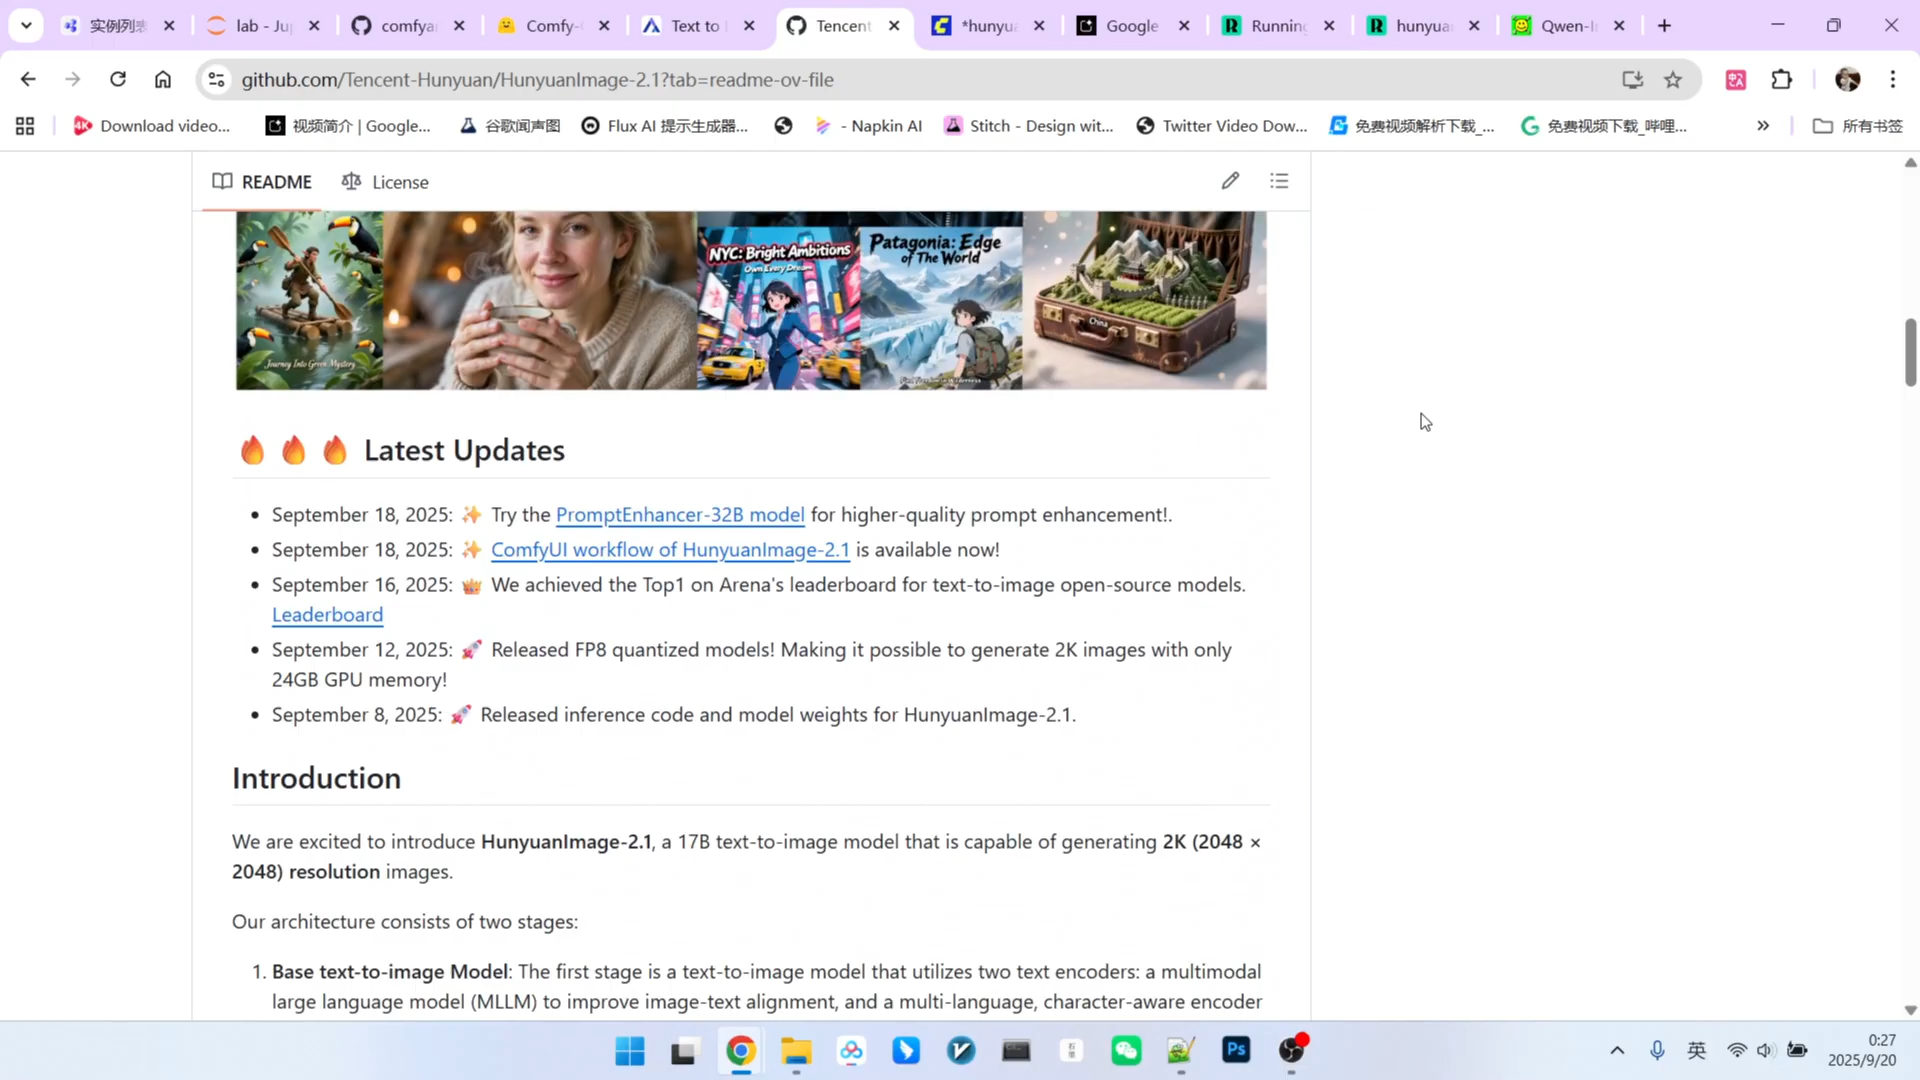 实例列表
lab - Ju
comfya
Comfy-
Text to
Tencent
*hunyua
Google
Running
hunyua
Qwen-I
github.com/Tencent-Hunyuan/HunyuanImage-2.1?tab=readme-ov-file
Download video...
视频简介 | Google...
谷歌闻声图
Flux AI 提示生成器...
- Napkin AI
Stitch - Design wit...
Twitter Video Dow...
免费视频解析下载_...
免费视频下载_哔哩...
所有书签
README
License
Journey Into Green Mystery
NYC: Bright Ambitions
Own Every Dream
Patagonia: Edge
of The World
China
Latest Updates
September 18, 2025: ✨ Try the PromptEnhancer-32B model for higher-quality prompt enhancement!.
September 18, 2025: ✨ ComfyUI workflow of HunyuanImage-2.1 is available now!
September 16, 2025: 👑 We achieved the Top1 on Arena's leaderboard for text-to-image open-source models.
Leaderboard
September 12, 2025: 🚀 Released FP8 quantized models! Making it possible to generate 2K images with only
24GB GPU memory!
September 8, 2025: 🚀 Released inference code and model weights for HunyuanImage-2.1.
Introduction
We are excited to introduce HunyuanImage-2.1, a 17B text-to-image model that is capable of generating 2K (2048 ×
2048) resolution images.
Our architecture consists of two stages:
1. Base text-to-image Model: The first stage is a text-to-image model that utilizes two text encoders: a multimodal
large language model (MLLM) to improve image-text alignment, and a multi-language, character-aware encoder
Ps
英
0:27
2025/9/20